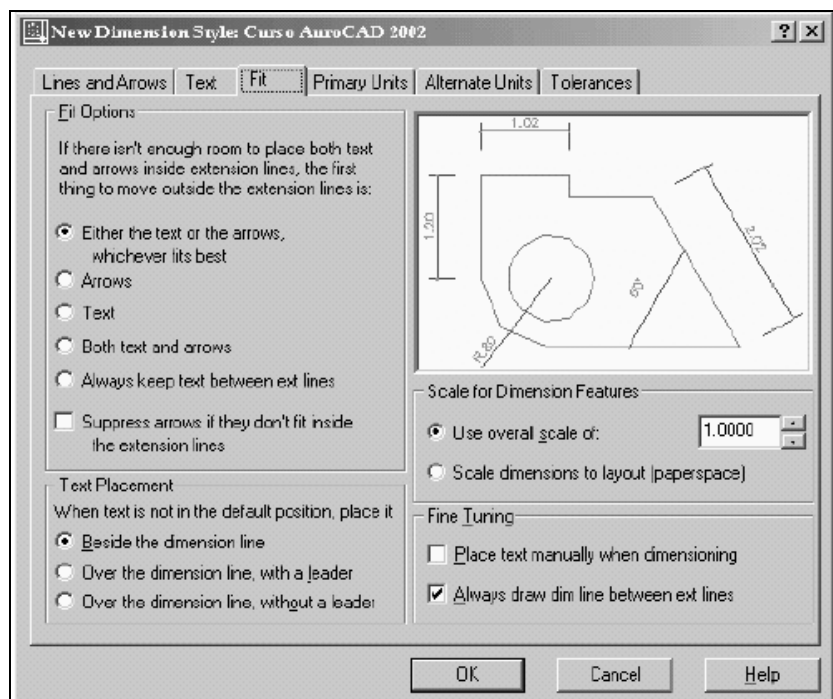 New Dimension Style: Curso AuroCAD 2002
Lines and Arrows
Text
Fit
Primary Units
Alternate Units
Tolerances
Fit Options
If there isn't enough room to place both text
and arrows inside extension lines, the first
thing to move outside the extension lines is:
Either the text or the arrows,
whichever fits best
Arrows
Text
Both text and arrows
Always keep text between ext lines
Suppress arrows if they don't fit inside
the extension lines
Text Placement
When text is not in the default position, place it
Beside the dimension line
Over the dimension line, with a leader
Over the dimension line, without a leader
1.02
1.20
2.02
60°
R.80
Scale for Dimension Features
Use overall scale of:
1.0000
Scale dimensions to layout (paperspace)
Fine Tuning
Place text manually when dimensioning
Always draw dim line between ext lines
OK
Cancel
Help